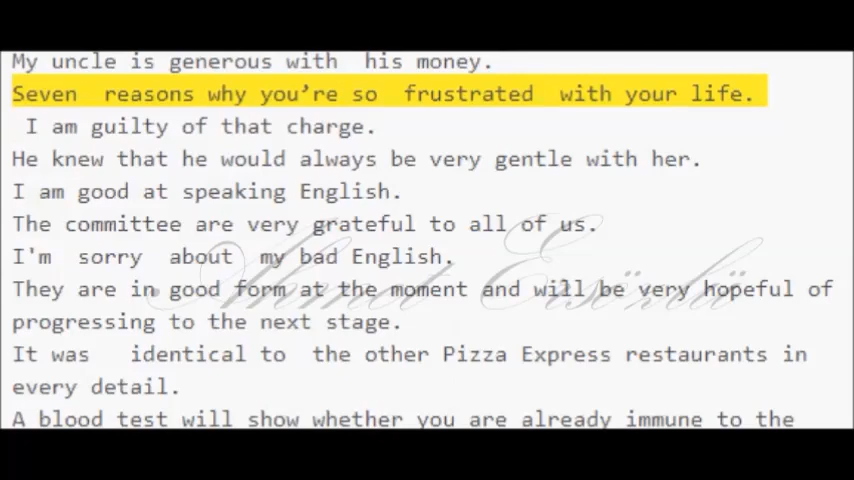 My uncle is generous with his money.
Seven reasons why you’re so frustrated with your life.
I am guilty of that charge.
He knew that he would always be very gentle with her.
I am good at speaking English.
The committee are very grateful to all of us.
I'm sorry about my bad English.
They are in good form at the moment and will be very hopeful of
progressing to the next stage.
It was identical to the other Pizza Express restaurants in
every detail.
A blood test will show whether you are already immune to the